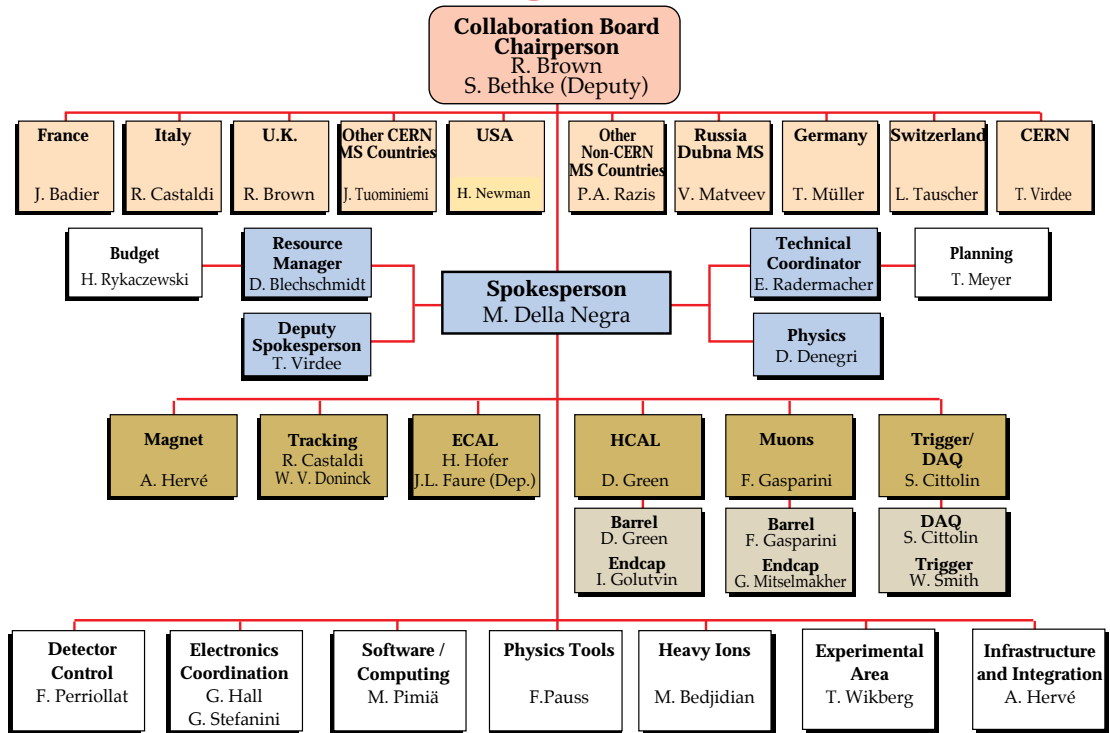 Collaboration Board
Chairperson
R. Brown
S. Bethke (Deputy)
France
J. Badier
Italy
R. Castaldi
U.K.
R. Brown
Other CERN
MS Countries
J. Tuominiemi
USA
H. Newman
Other
Non-CERN
MS Countries
P.A. Razis
Russia
Dubna MS
V. Matveev
Germany
T. Müller
Switzerland
L. Tauscher
CERN
T. Virdee
Budget
H. Rykaczewski
Resource
Manager
D. Blechschmidt
Deputy
Spokesperson
T. Virdee
Spokesperson
M. Della Negra
Technical
Coordinator
E. Radermacher
Planning
T. Meyer
Physics
D. Denegri
Magnet
A. Hervé
Tracking
R. Castaldi
W. V. Doninck
ECAL
H. Hofer
J.L. Faure (Dep.)
HCAL
D. Green
Muons
F. Gasparini
Trigger/
DAQ
S. Cittolin
Barrel
D. Green
Endcap
I. Golutvin
Barrel
F. Gasparini
Endcap
G. Mitselmakher
DAQ
S. Cittolin
Trigger
W. Smith
Detector
Control
F. Perriollat
Electronics
Coordination
G. Hall
G. Stefanini
Software /
Computing
M. Pimiä
Physics Tools
F.Pauss
Heavy Ions
M. Bedjidian
Experimental
Area
T. Wikberg
Infrastructure
and Integration
A. Hervé